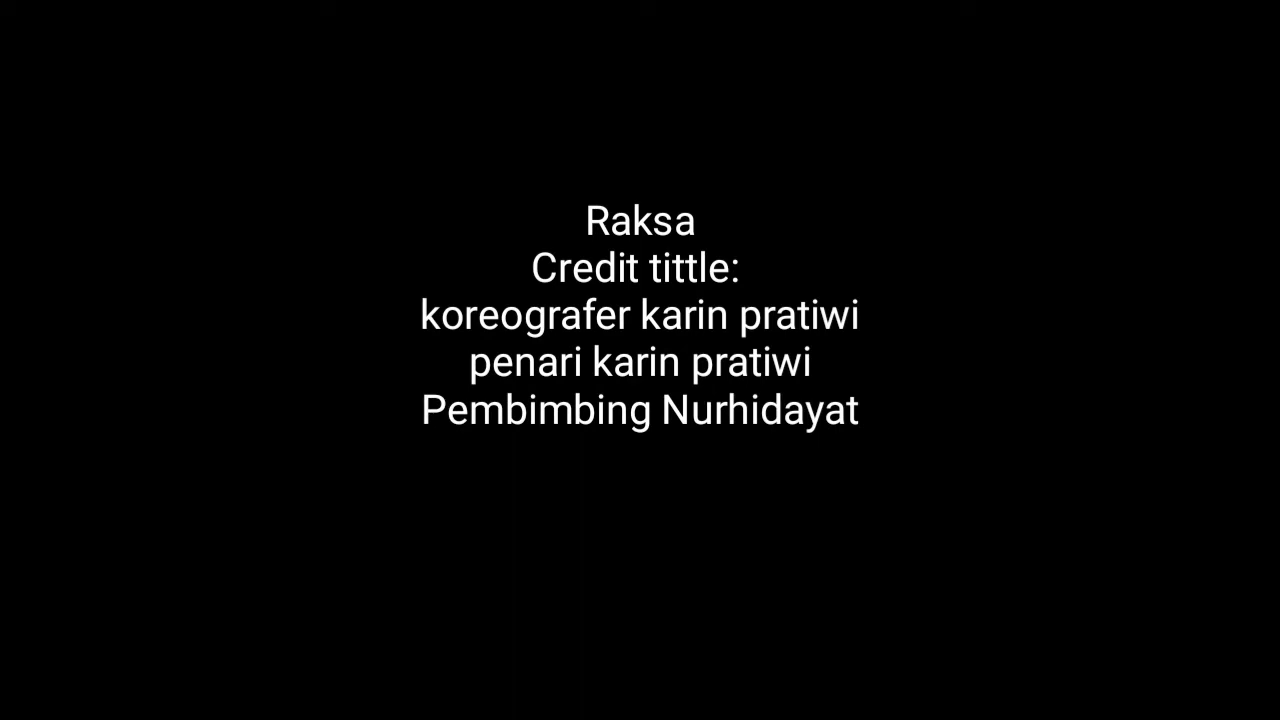 Raksa
Credit tittle:
koreografer karin pratiwi
penari karin pratiwi
Pembimbing Nurhidayat